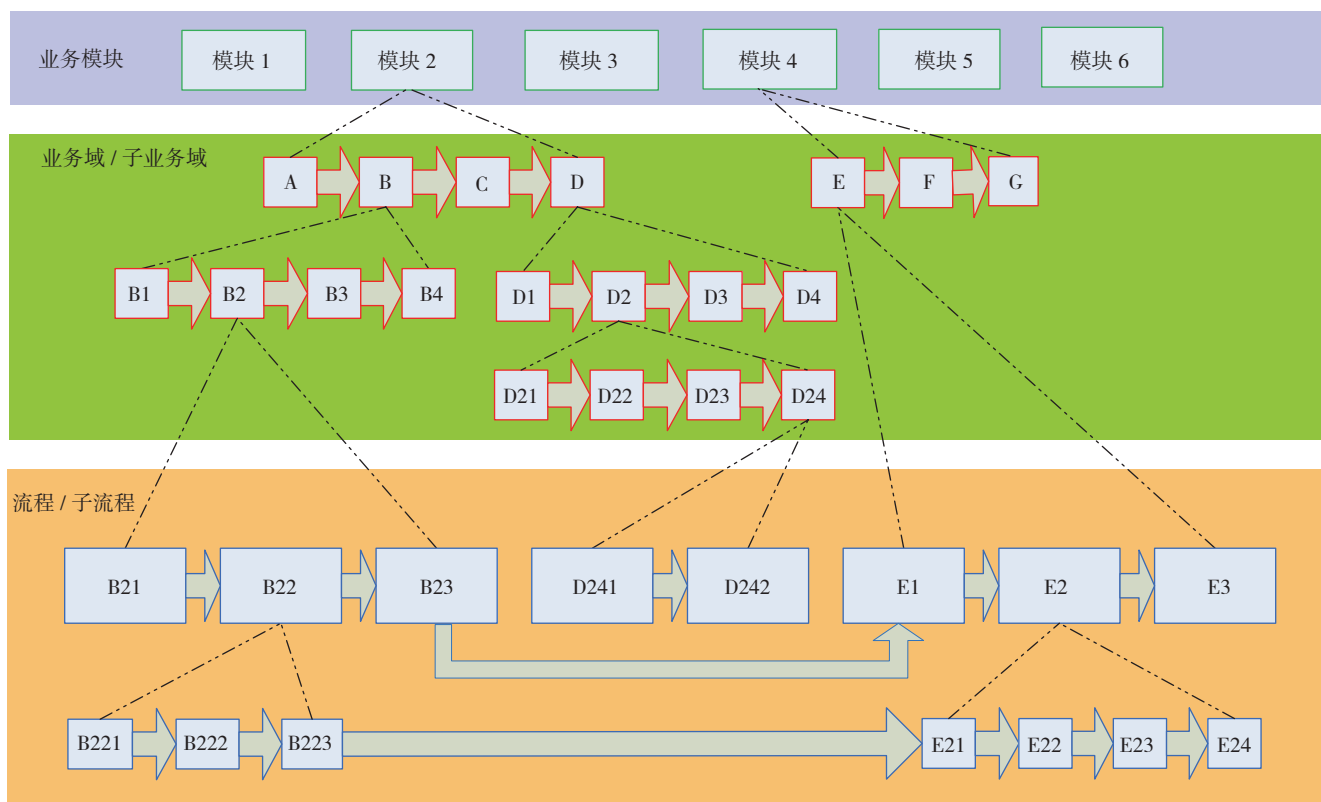 业务模块 模块 1 模块 2 模块 3 模块 4 模块 5 模块 6
业务域 / 子业务域
A B C D E F G
B1 B2 B3 B4 D1 D2 D3 D4
D21 D22 D23 D24
流程 / 子流程
B21 B22 B23 D241 D242 E1 E2 E3
B221 B222 B223 E21 E22 E23 E24